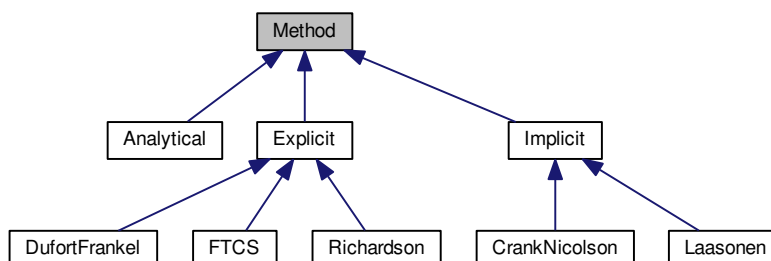 Method
Analytical
Explicit
Implicit
DufortFrankel
FTCS
Richardson
CrankNicolson
Laasonen